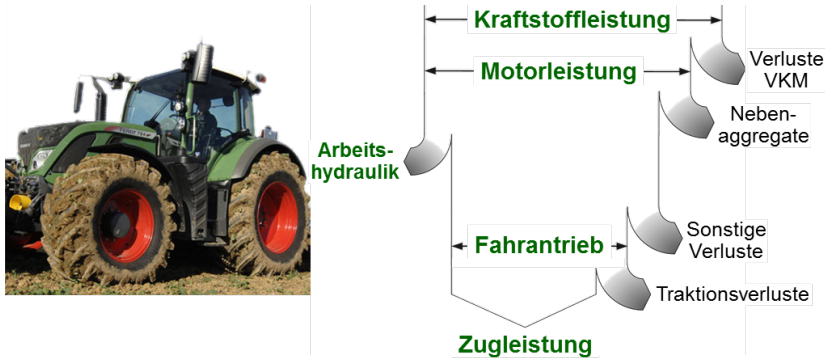 Kraftstoffleistung
Verluste
VKM
Motorleistung
Neben-
aggregate
Arbeits-
hydraulik
Sonstige
Verluste
Fahrantrieb
Traktionsverluste
Zugleistung